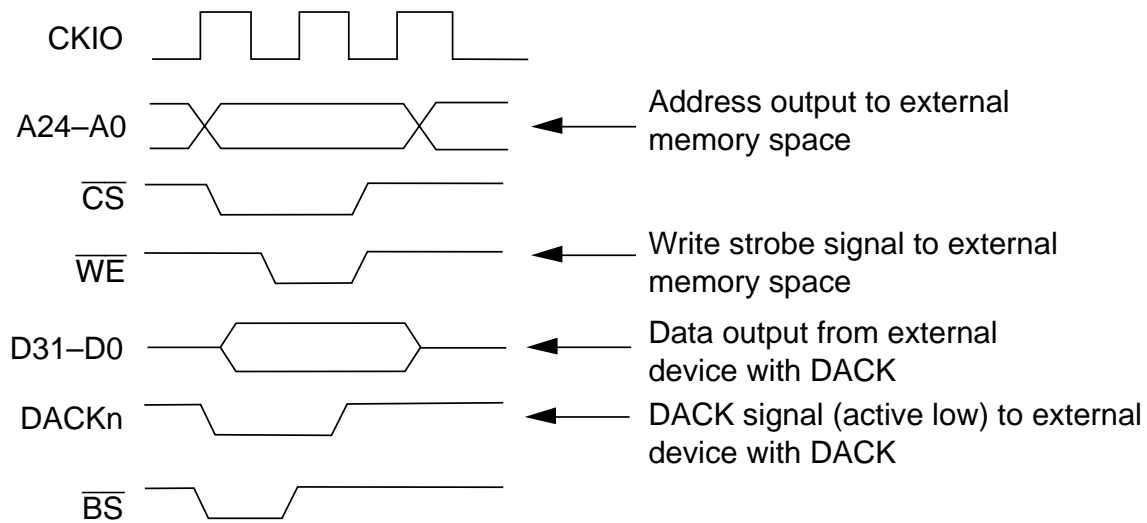 CKIO
A24–A0
Address output to external
memory space
CS
WE
Write strobe signal to external
memory space
D31–D0
Data output from external
device with DACK
DACKn
DACK signal (active low) to external
device with DACK
BS